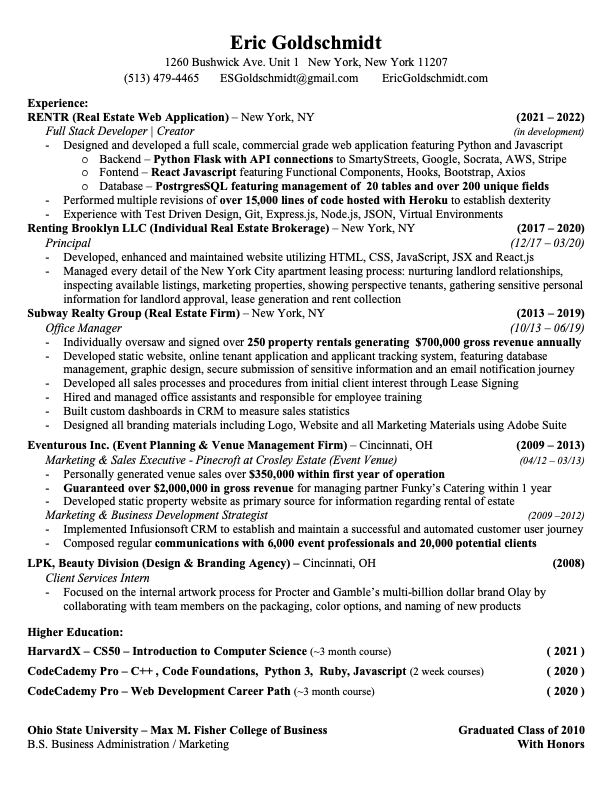 Eric Goldschmidt
1260 Bushwick Ave. Unit 1 New York, New York 11207
(513) 479-4465 ESGoldschmidt@gmail.com EricGoldschmidt.com
Experience:
RENTR (Real Estate Web Application) – New York, NY (2021 – 2022)
Full Stack Developer | Creator (in development)
- Designed and developed a full scale, commercial grade web application featuring Python and Javascript
o Backend – Python Flask with API connections to SmartyStreets, Google, Socrata, AWS, Stripe
o Fontend – React Javascript featuring Functional Components, Hooks, Bootstrap, Axios
o Database – PostrgresSQL featuring management of 20 tables and over 200 unique fields
- Performed multiple revisions of over 15,000 lines of code hosted with Heroku to establish dexterity
- Experience with Test Driven Design, Git, Express.js, Node.js, JSON, Virtual Environments
Renting Brooklyn LLC (Individual Real Estate Brokerage) – New York, NY (2017 – 2020)
Principal (12/17 – 03/20)
- Developed, enhanced and maintained website utilizing HTML, CSS, JavaScript, JSX and React.js
- Managed every detail of the New York City apartment leasing process: nurturing landlord relationships,
inspecting available listings, marketing properties, showing perspective tenants, gathering sensitive personal
information for landlord approval, lease generation and rent collection
Subway Realty Group (Real Estate Firm) – New York, NY (2013 – 2019)
Office Manager (10/13 – 06/19)
- Individually oversaw and signed over 250 property rentals generating $700,000 gross revenue annually
- Developed static website, online tenant application and applicant tracking system, featuring database
management, graphic design, secure submission of sensitive information and an email notification journey
- Developed all sales processes and procedures from initial client interest through Lease Signing
- Hired and managed office assistants and responsible for employee training
- Built custom dashboards in CRM to measure sales statistics
- Designed all branding materials including Logo, Website and all Marketing Materials using Adobe Suite
Eventurous Inc. (Event Planning & Venue Management Firm) – Cincinnati, OH (2009 – 2013)
Marketing & Sales Executive - Pinecroft at Crosley Estate (Event Venue) (04/12 – 03/13)
- Personally generated venue sales over $350,000 within first year of operation
- Guaranteed over $2,000,000 in gross revenue for managing partner Funky's Catering within 1 year
- Developed static property website as primary source for information regarding rental of estate
Marketing & Business Development Strategist (2009 –2012)
- Implemented Infusionsoft CRM to establish and maintain a successful and automated customer user journey
- Composed regular communications with 6,000 event professionals and 20,000 potential clients
LPK, Beauty Division (Design & Branding Agency) – Cincinnati, OH (2008)
Client Services Intern
- Focused on the internal artwork process for Procter and Gamble's multi-billion dollar brand Olay by
collaborating with team members on the packaging, color options, and naming of new products
Higher Education:
HarvardX – CS50 – Introduction to Computer Science (~3 month course) ( 2021 )
CodeCademy Pro – C++ , Code Foundations, Python 3, Ruby, Javascript (2 week courses) ( 2020 )
CodeCademy Pro – Web Development Career Path (~3 month course) ( 2020 )
Ohio State University – Max M. Fisher College of Business Graduated Class of 2010
B.S. Business Administration / Marketing With Honors